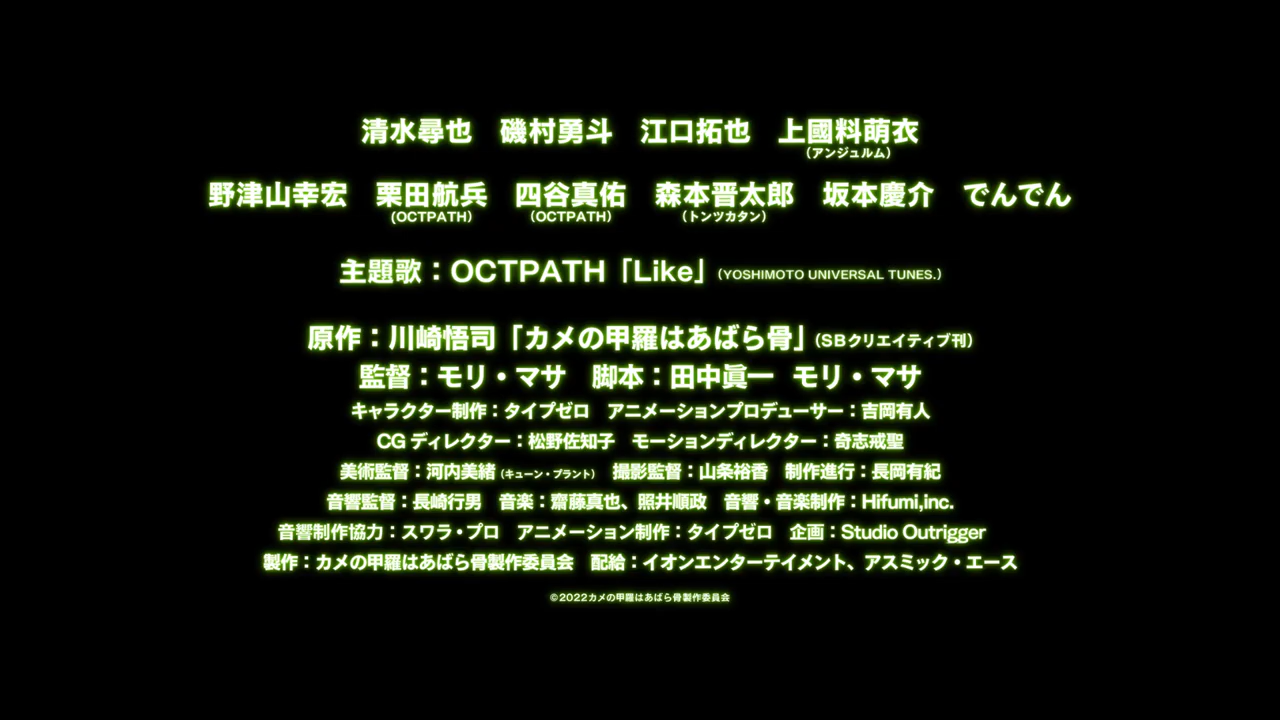 清水尋也　磯村勇斗　江口拓也　上國料萌衣
（アンジュルム）
野津山幸宏　栗田航兵　四谷真佑　森本晋太郎　坂本慶介　でんでん
（OCTPATH）　（OCTPATH）　（トンツカタン）
主題歌：OCTPATH「Like」（YOSHIMOTO UNIVERSAL TUNES.）
原作：川崎悟司「カメの甲羅はあばら骨」（SBクリエイティブ刊）
監督：モリ・マサ　脚本：田中眞一　モリ・マサ
キャラクター制作：タイプゼロ　アニメーションプロデューサー：吉岡有人
CGディレクター：松野佐知子　モーションディレクター：奇志戒聖
美術監督：河内美緒（キューン・プラント）　撮影監督：山条裕香　制作進行：長岡有紀
音響監督：長崎行男　音楽：齋藤真也、照井順政　音響・音楽制作：Hifumi,inc.
音響制作協力：スワラ・プロ　アニメーション制作：タイプゼロ　企画：Studio Outrigger
製作：カメの甲羅はあばら骨製作委員会　配給：イオンエンターテイメント、アスミック・エース
©2022カメの甲羅はあばら骨製作委員会